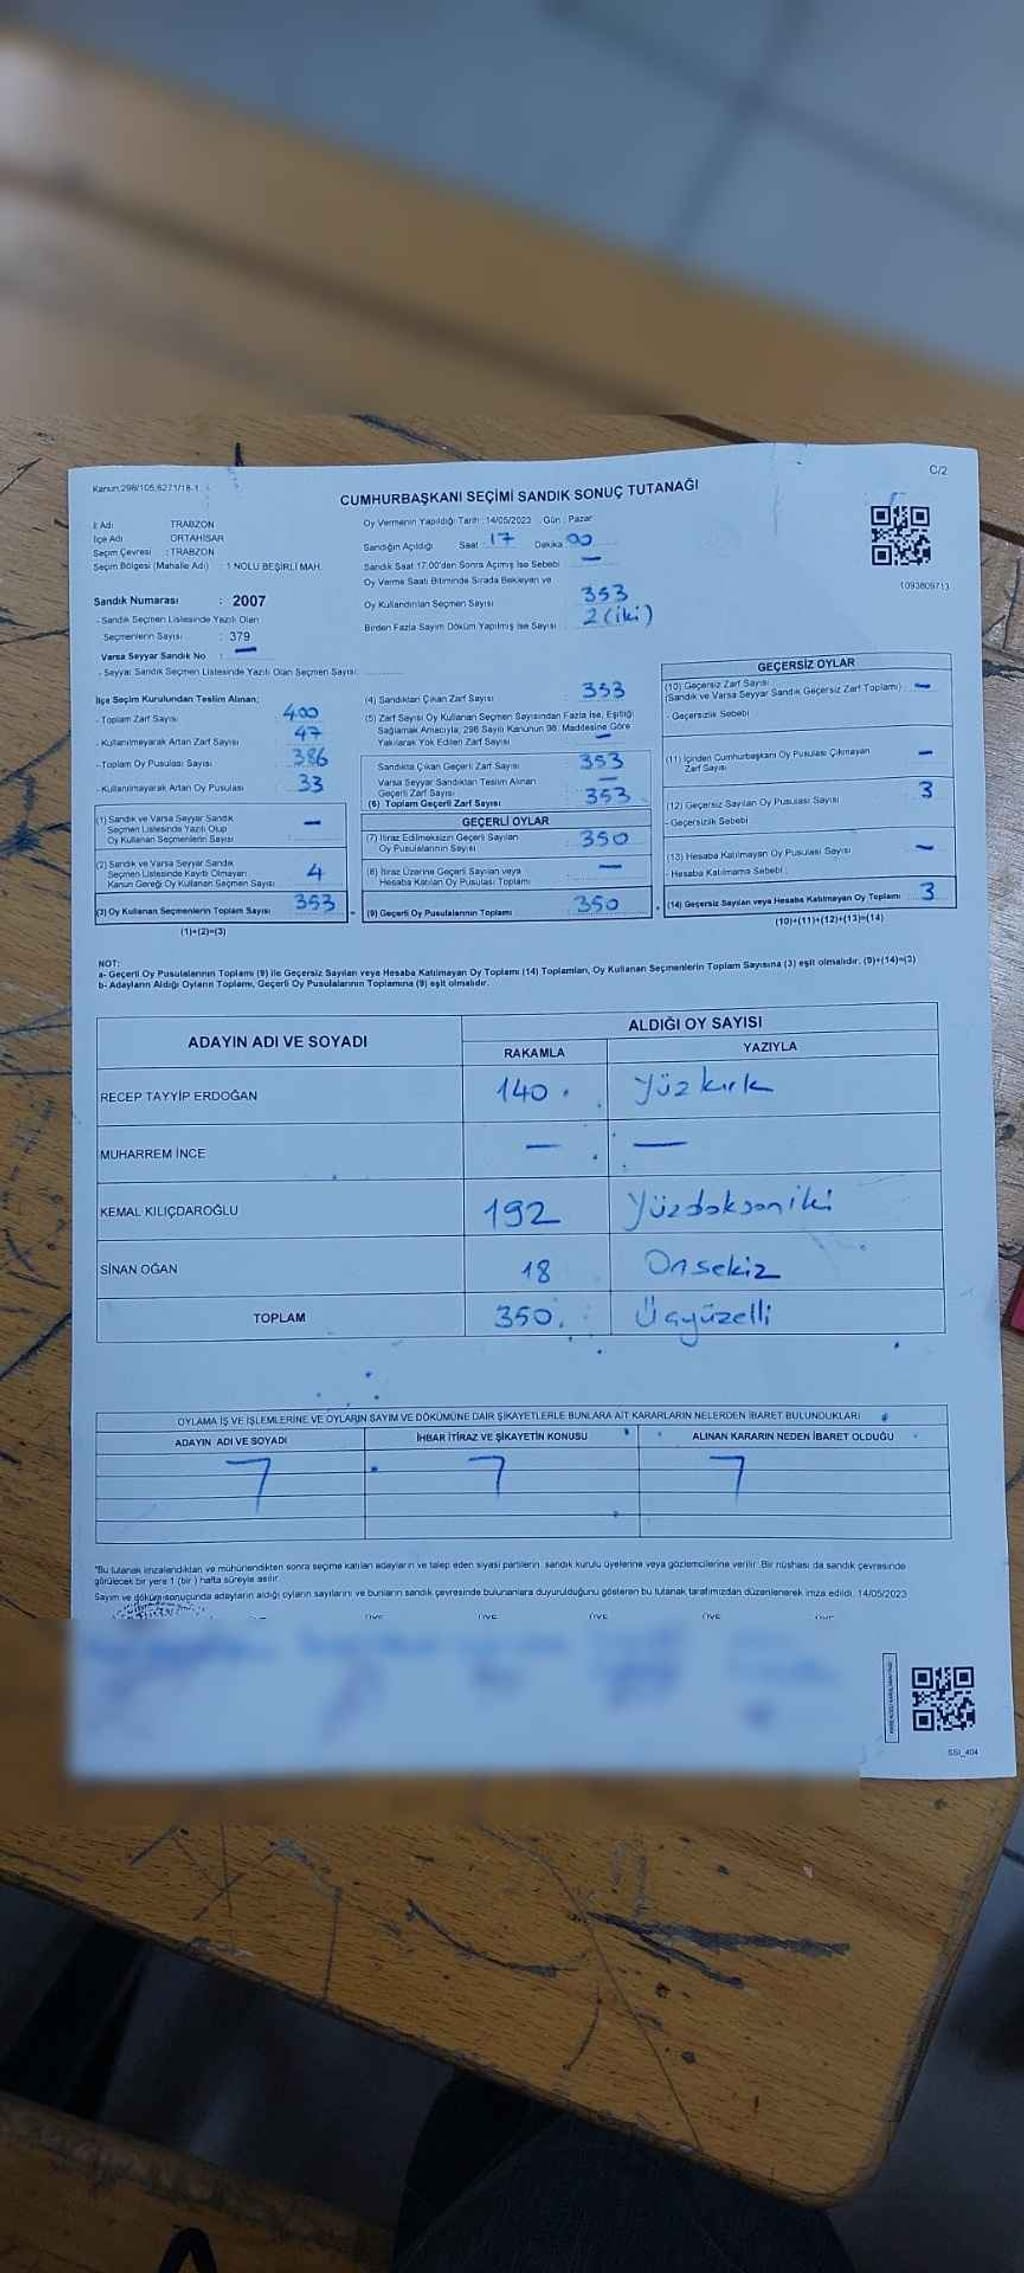 Kanun:298/105,6271/18-1
C/2
CUMHURBAŞKANI SEÇİMİ SANDIK SONUÇ TUTANAĞI
İl Adı TRABZON
İlçe Adı ORTAHİSAR
Seçim Çevresi : TRABZON
Seçim Bölgesi (Mahalle Adı) : 1 NOLU BEŞİRLİ MAH.
Sandık Numarası : 2007
- Sandık Seçmen Listesinde Yazılı Olan
Seçmenlerin Sayısı : 379
Varsa Seyyar Sandık No : —
- Seyyar Sandık Seçmen Listesinde Yazılı Olan Seçmen Sayısı:
Oy Vermenin Yapıldığı Tarih : 14/05/2023 Gün : Pazar
Sandığın Açıldığı Saat : 17 Dakika : 00
Sandık Saat 17:00'den Sonra Açmış İse Sebebi —
Oy Verme Saati Bitiminde Sırada Bekleyen ve
Oy Kullandırılan Seçmen Sayısı 353
Birden Fazla Sayım Döküm Yapılmış İse Sayısı 2 (iki)
1093809713
İlçe Seçim Kurulundan Teslim Alınan;
- Toplam Zarf Sayısı 400
- Kullanılmayarak Artan Zarf Sayısı 47
- Toplam Oy Pusulası Sayısı 386
- Kullanılmayarak Artan Oy Pusulası 33
(1) Sandık ve Varsa Seyyar Sandık
Seçmen Listesinde Yazılı Olup
Oy Kullanan Seçmenlerin Sayısı —
(2) Sandık ve Varsa Seyyar Sandık
Seçmen Listesinde Kayıtlı Olmayan
Kanun Gereği Oy Kullanan Seçmen Sayısı 4
(3) Oy Kullanan Seçmenlerin Toplam Sayısı 353
(1)+(2)=(3)
(4) Sandıktan Çıkan Zarf Sayısı : 353
(5) Zarf Sayısı Oy Kullanan Seçmen Sayısından Fazla İse, Eşitliği
Sağlamak Amacıyla, 298 Sayılı Kanunun 98. Maddesine Göre
Yakılarak Yok Edilen Zarf Sayısı —
Sandıkta Çıkan Geçerli Zarf Sayısı : 353
Varsa Seyyar Sandıktan Teslim Alınan
Geçerli Zarf Sayısı —
(6) Toplam Geçerli Zarf Sayısı 353
GEÇERLİ OYLAR
(7) İtiraz Edilmeksizin Geçerli Sayılan
Oy Pusulalarının Sayısı 350
(8) İtiraz Üzerine Geçerli Sayılan veya
Hesaba Katılan Oy Pusulası Toplamı —
(9) Geçerli Oy Pusulalarının Toplamı 350
GEÇERSİZ OYLAR
(10) Geçersiz Zarf Sayısı
(Sandık ve Varsa Seyyar Sandık Geçersiz Zarf Toplamı) : —
- Geçersizlik Sebebi
(11) İçinden Cumhurbaşkanı Oy Pusulası Çıkmayan
Zarf Sayısı —
(12) Geçersiz Sayılan Oy Pusulası Sayısı 3
- Geçersizlik Sebebi
(13) Hesaba Katılmayan Oy Pusulası Sayısı —
- Hesaba Katılmama Sebebi :
(14) Geçersiz Sayılan veya Hesaba Katılmayan Oy Toplamı 3
(10)+(11)+(12)+(13)=(14)
NOT:
a- Geçerli Oy Pusulalarının Toplamı (9) ile Geçersiz Sayılan veya Hesaba Katılmayan Oy Toplamı (14) Toplamları, Oy Kullanan Seçmenlerin Toplam Sayısına (3) eşit olmalıdır. (9)+(14)=(3)
b- Adayların Aldığı Oyların Toplamı, Geçerli Oy Pusulalarının Toplamına (9) eşit olmalıdır.
ADAYIN ADI VE SOYADI ALDIĞI OY SAYISI
RAKAMLA YAZIYLA
RECEP TAYYİP ERDOĞAN 140 Yüz kırk
MUHARREM İNCE — —
KEMAL KILIÇDAROĞLU 192 Yüzdoksan iki
SİNAN OĞAN 18 Onsekiz
TOPLAM 350 Üçyüzelli
OYLAMA İŞ VE İŞLEMLERİNE VE OYLARIN SAYIM VE DÖKÜMÜNE DAİR ŞİKAYETLERLE BUNLARA AİT KARARLARIN NELERDEN İBARET BULUNDUKLARI
ADAYIN ADI VE SOYADI İHBAR İTİRAZ VE ŞİKAYETİN KONUSU ALINAN KARARIN NEDEN İBARET OLDUĞU
*Bu tutanak imzalandıktan ve mühürlendikten sonra seçime katılan adayların ve talep eden siyasi partilerin sandık kurulu üyelerine veya gözlemcilerine verilir. Bir nüshası da sandık çevresinde
görülecek bir yere 1 (bir) hafta süreyle asılır.
Sayım ve döküm sonucunda adayların aldığı oyların sayılarını ve bunların sandık çevresinde bulunanlara duyurulduğunu gösteren bu tutanak tarafımızdan düzenlenerek imza edildi. 14/05/2023
ÜYE ÜYE ÜYE ÜYE ÜYE
SSI_404